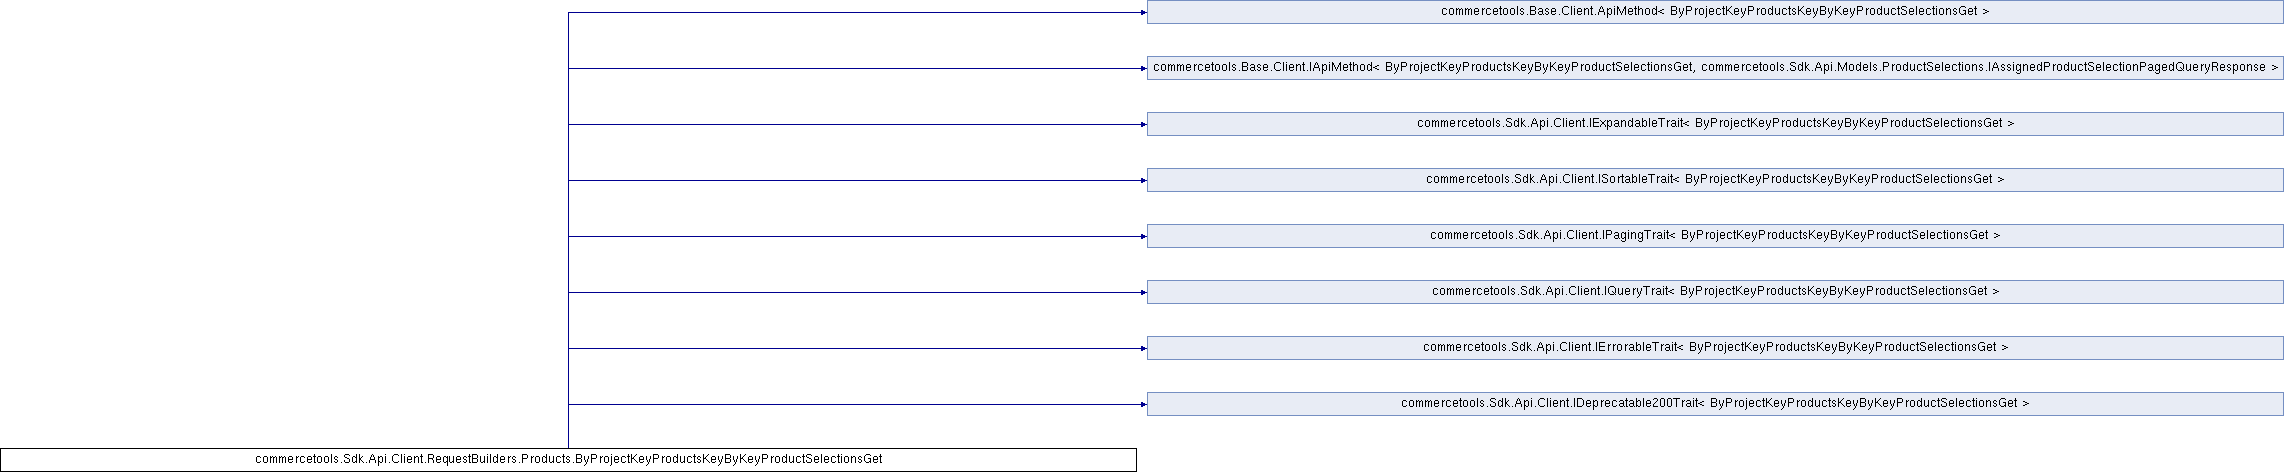 commercetools.Base.Client.ApiMethod< ByProjectKeyProductsKeyByKeyProductSelectionsGet >
commercetools.Base.Client.IApiMethod< ByProjectKeyProductsKeyByKeyProductSelectionsGet, commercetools.Sdk.Api.Models.ProductSelections.IAssignedProductSelectionPagedQueryResponse >
commercetools.Sdk.Api.Client.IExpandableTrait< ByProjectKeyProductsKeyByKeyProductSelectionsGet >
commercetools.Sdk.Api.Client.ISortableTrait< ByProjectKeyProductsKeyByKeyProductSelectionsGet >
commercetools.Sdk.Api.Client.IPagingTrait< ByProjectKeyProductsKeyByKeyProductSelectionsGet >
commercetools.Sdk.Api.Client.IQueryTrait< ByProjectKeyProductsKeyByKeyProductSelectionsGet >
commercetools.Sdk.Api.Client.IErrorableTrait< ByProjectKeyProductsKeyByKeyProductSelectionsGet >
commercetools.Sdk.Api.Client.IDeprecatable200Trait< ByProjectKeyProductsKeyByKeyProductSelectionsGet >
commercetools.Sdk.Api.Client.RequestBuilders.Products.ByProjectKeyProductsKeyByKeyProductSelectionsGet